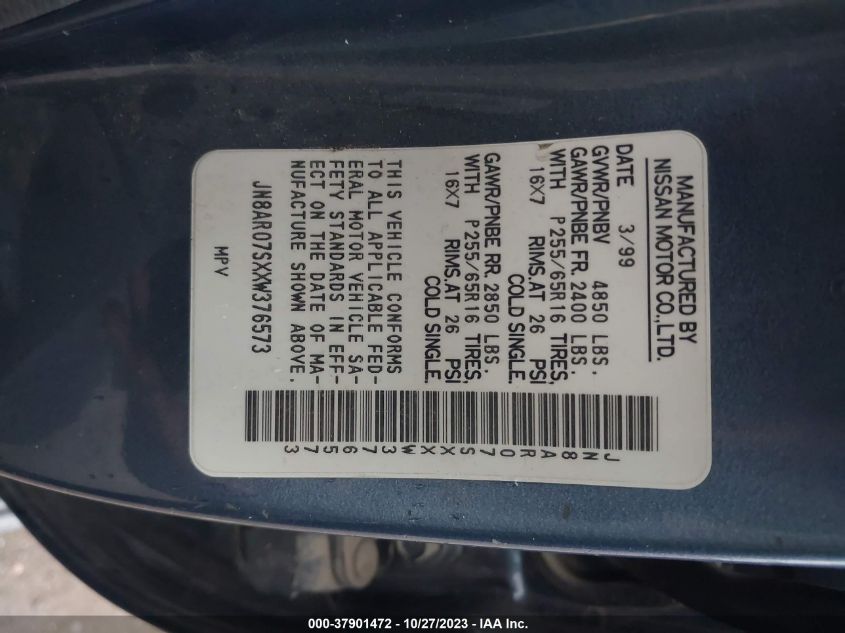 MANUFACTURED BY
NISSAN MOTOR CO.,LTD.
DATE 3/99
GVWR/PNBV 4850 LBS.
GAWR/PNBE FR. 2400 LBS.
WITH P255/65R16 TIRES,
16X7 RIMS, AT 26 PSI
COLD SINGLE.
GAWR/PNBE RR. 2850 LBS.
WITH P255/65R16 TIRES,
16X7 RIMS, AT 26 PSI
COLD SINGLE.
THIS VEHICLE CONFORMS
TO ALL APPLICABLE FED-
ERAL MOTOR VEHICLE SA-
FETY STANDARDS IN EFF-
ECT ON THE DATE OF MA-
NUFACTURE SHOWN ABOVE.
JN8AR07SXXW376573
MPV
JN8AR07SXXW376573
000-37901472 - 10/27/2023 - IAA Inc.